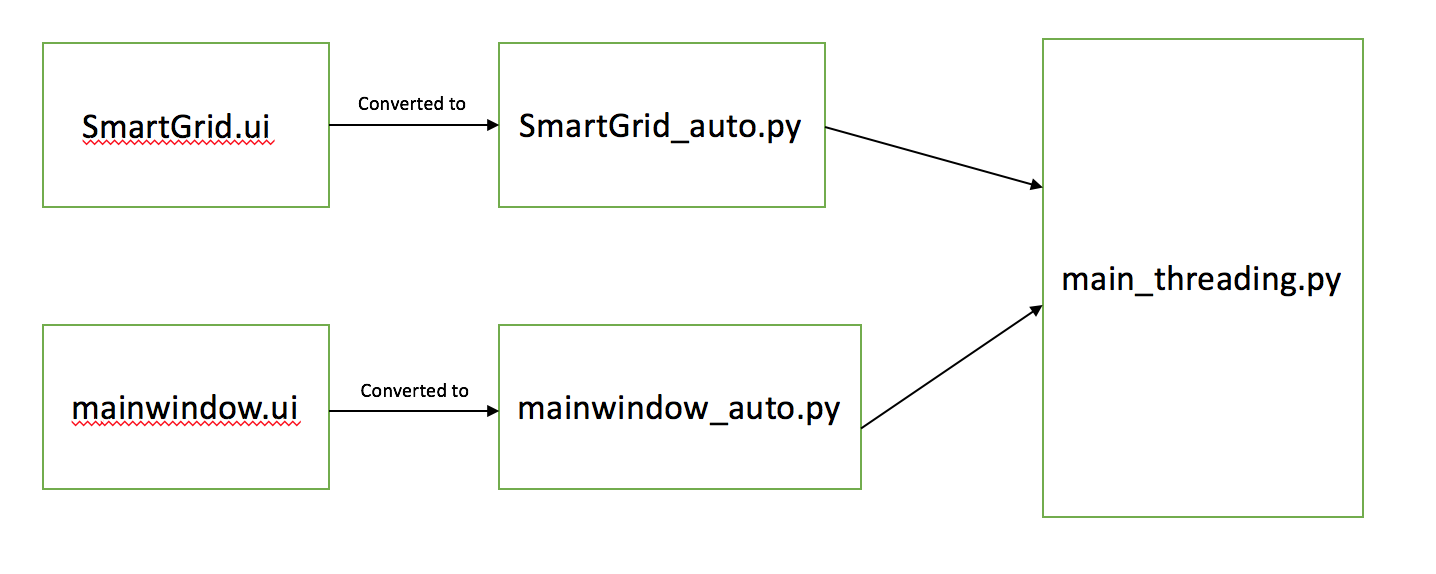 SmartGrid.ui
Converted to
SmartGrid_auto.py
main_threading.py
mainwindow.ui
Converted to
mainwindow_auto.py